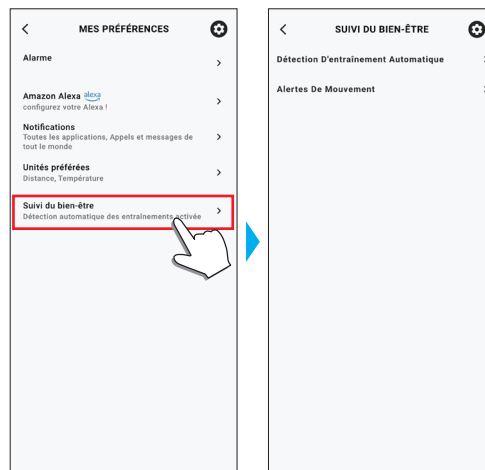 MES PRÉFÉRENCES
Alarme
Amazon Alexa alexa
configurez votre Alexa !
Notifications
Toutes les applications, Appels et messages de
tout le monde
Unités préférées
Distance, Température
Suivi du bien-être
Détection automatique des entraînements activée
SUIVI DU BIEN-ÊTRE
Détection D'entraînement Automatique
Alertes De Mouvement